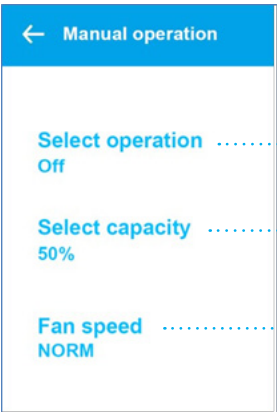 Manual operation
Select operation
Off
Select capacity
50%
Fan speed
NORM